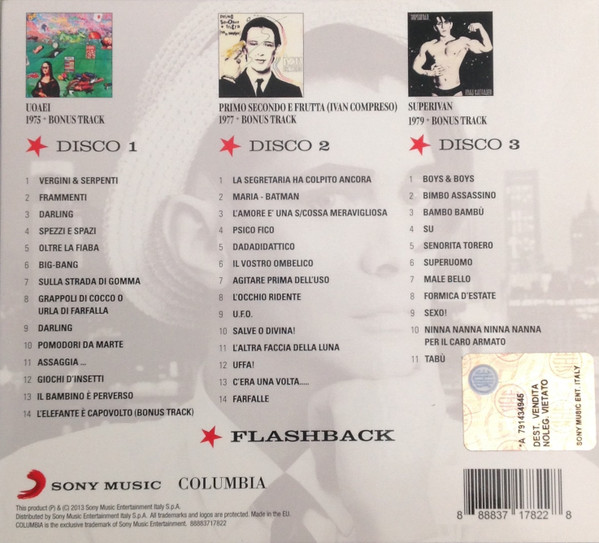 UOAEI
1975 + BONUS TRACK
DISCO 1
1 VERGINI & SERPENTI
2 FRAMMENTI
3 DARLING
4 SPEZZI E SPAZI
5 OLTRE LA FIABA
6 BIG-BANG
7 SULLA STRADA DI GOMMA
8 GRAPPOLI DI COCCO O
URLA DI FARFALLA
9 DARLING
10 POMODORI DA MARTE
11 ASSAGGIA....
12 GIOCHI D'INSETTI
13 IL BAMBINO È PERVERSO
14 L'ELEFANTE È CAPOVOLTO (BONUS TRACK)
PRIMO SECONDO E FRUTTA (IVAN COMPRESO)
1977 + BONUS TRACK
DISCO 2
1 LA SEGRETARIA HA COLPITO ANCORA
2 MARIA - BATMAN
3 L'AMORE E' UNA S/COSSA MERAVIGLIOSA
4 PSICO FICO
5 DADADIDATTICO
6 IL VOSTRO OMBELICO
7 AGITARE PRIMA DELL'USO
8 L'OCCHIO RIDENTE
9 U.F.O.
10 SALVE O DIVINA!
11 L'ALTRA FACCIA DELLA LUNA
12 UFFA!
13 C'ERA UNA VOLTA.....
14 FARFALLE
SUPERIVAN
SUPERIVAN
1979 + BONUS TRACK
DISCO 3
1 BOYS & BOYS
2 BIMBO ASSASSINO
3 BAMBO BAMBÙ
4 SU
5 SENORITA TORERO
6 SUPERUOMO
7 MALE BELLO
8 FORMICA D'ESTATE
9 SEXO!
10 NINNA NANNA NINNA NANNA
PER IL CARO ARMATO
11 TABÙ
*A 791434945
DEST. VENDITA
NOLEG. VIETATO
SONY MUSIC ENT. ITALY
FLASHBACK
SONY MUSIC COLUMBIA
This product (P) & (C) 2013 Sony Music Entertainment Italy S.p.A.
Distributed by Sony Music Entertainment Italy S.p.A. All trademarks and logos are protected. Made in the EU.
COLUMBIA is the exclusive trademark of Sony Music Entertainment. 88883717822
8 88837 17822 8